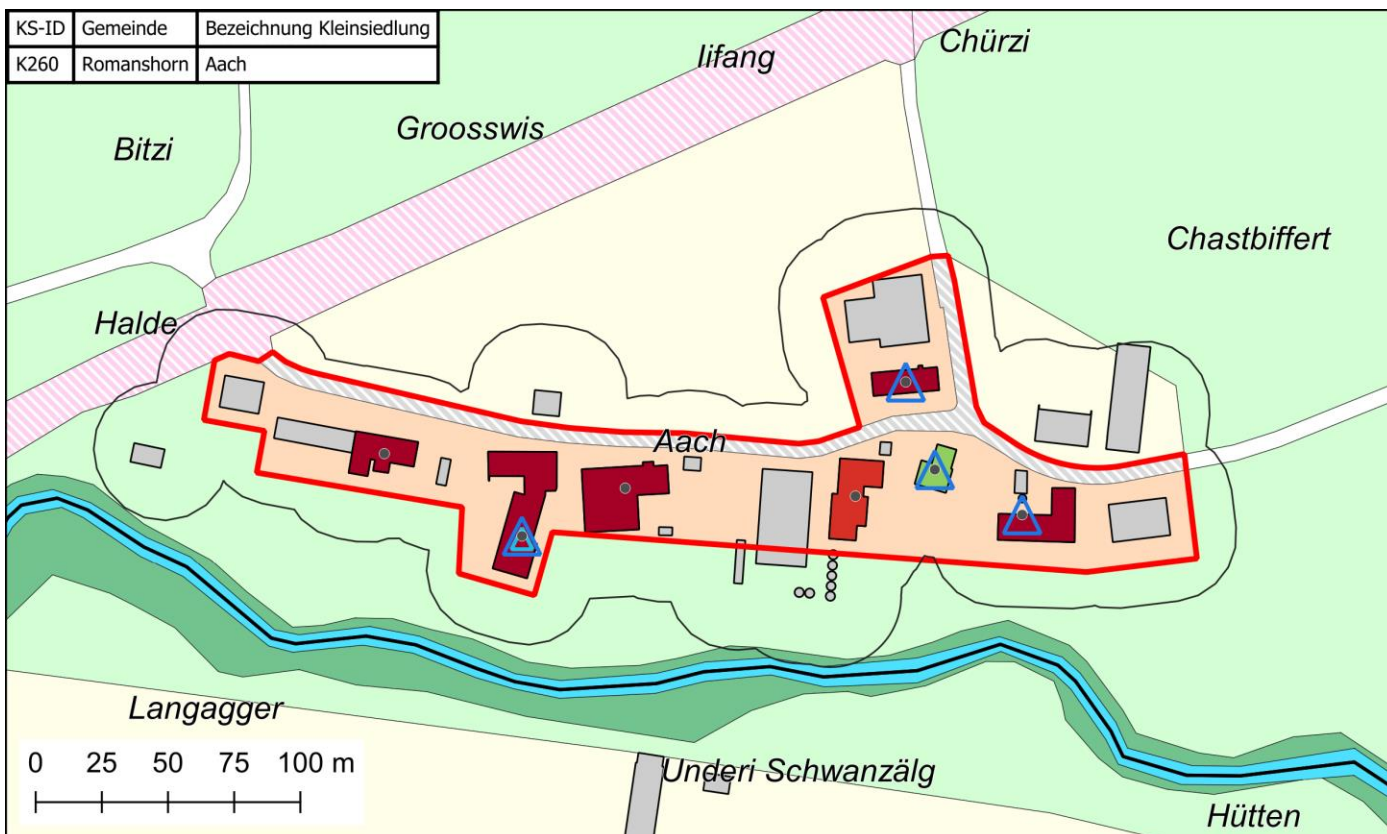 KS-ID Gemeinde Bezeichnung Kleinsiedlung
K260 Romanshorn Aach
Chürzi
Iifang
Grooswis
Bitzi
Chastbiffert
Halde
Aach
Langagger
0 25 50 75 100 m
Underi Schwanzälg
Hütten